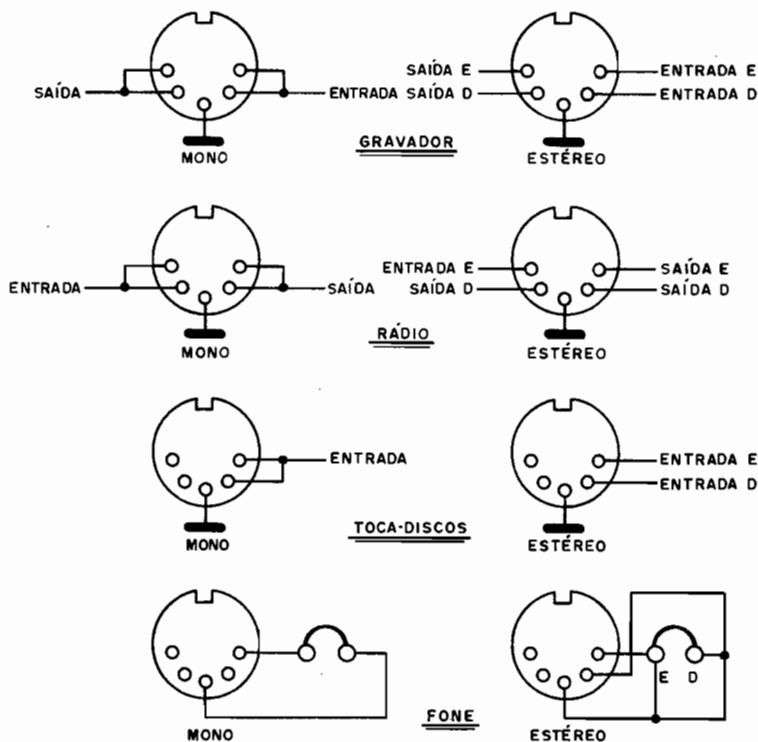 SAÍDA
ENTRADA
MONO
SAÍDA E
SAÍDA D
ENTRADA E
ENTRADA D
ESTÉREO
GRAVADOR
ENTRADA
SAÍDA
MONO
ENTRADA E
SAÍDA D
SAÍDA E
SAÍDA D
ESTÉREO
RÁDIO
ENTRADA
MONO
ENTRADA E
ENTRADA D
ESTÉREO
TOCA-DISCOS
MONO
E D
ESTÉREO
FONE